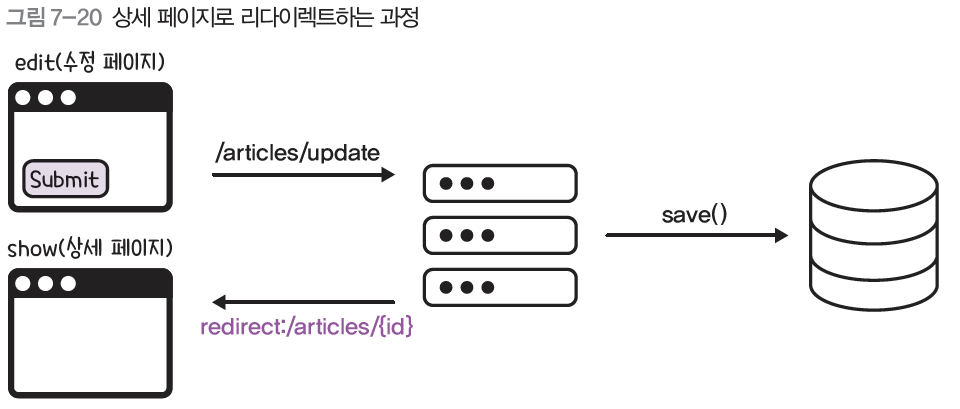 그림 7-20 상세 페이지로 리다이렉트하는 과정
edit(수정 페이지)
Submit
/articles/update
save()
show(상세 페이지)
redirect:/articles/{id}